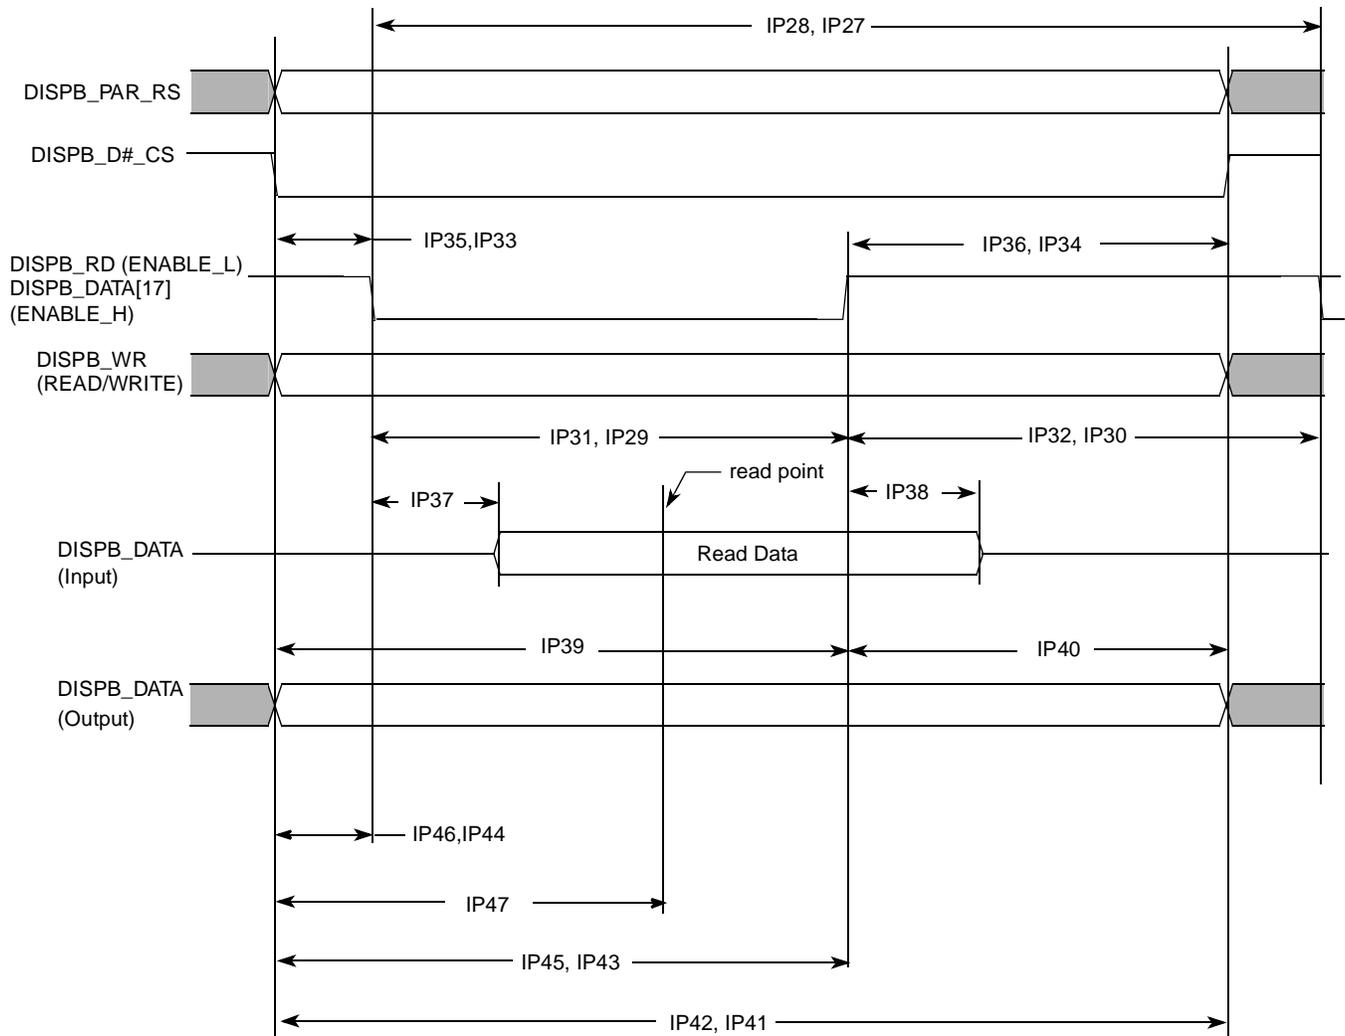 IP28, IP27
DISPB_PAR_RS
DISPB_D#_CS
IP35,IP33
IP36, IP34
DISPB_RD (ENABLE_L)
DISPB_DATA[17]
(ENABLE_H)
DISPB_WR
(READ/WRITE)
IP31, IP29
IP32, IP30
read point
IP37
IP38
DISPB_DATA
(Input)
Read Data
IP39
IP40
DISPB_DATA
(Output)
IP46,IP44
IP47
IP45, IP43
IP42, IP41